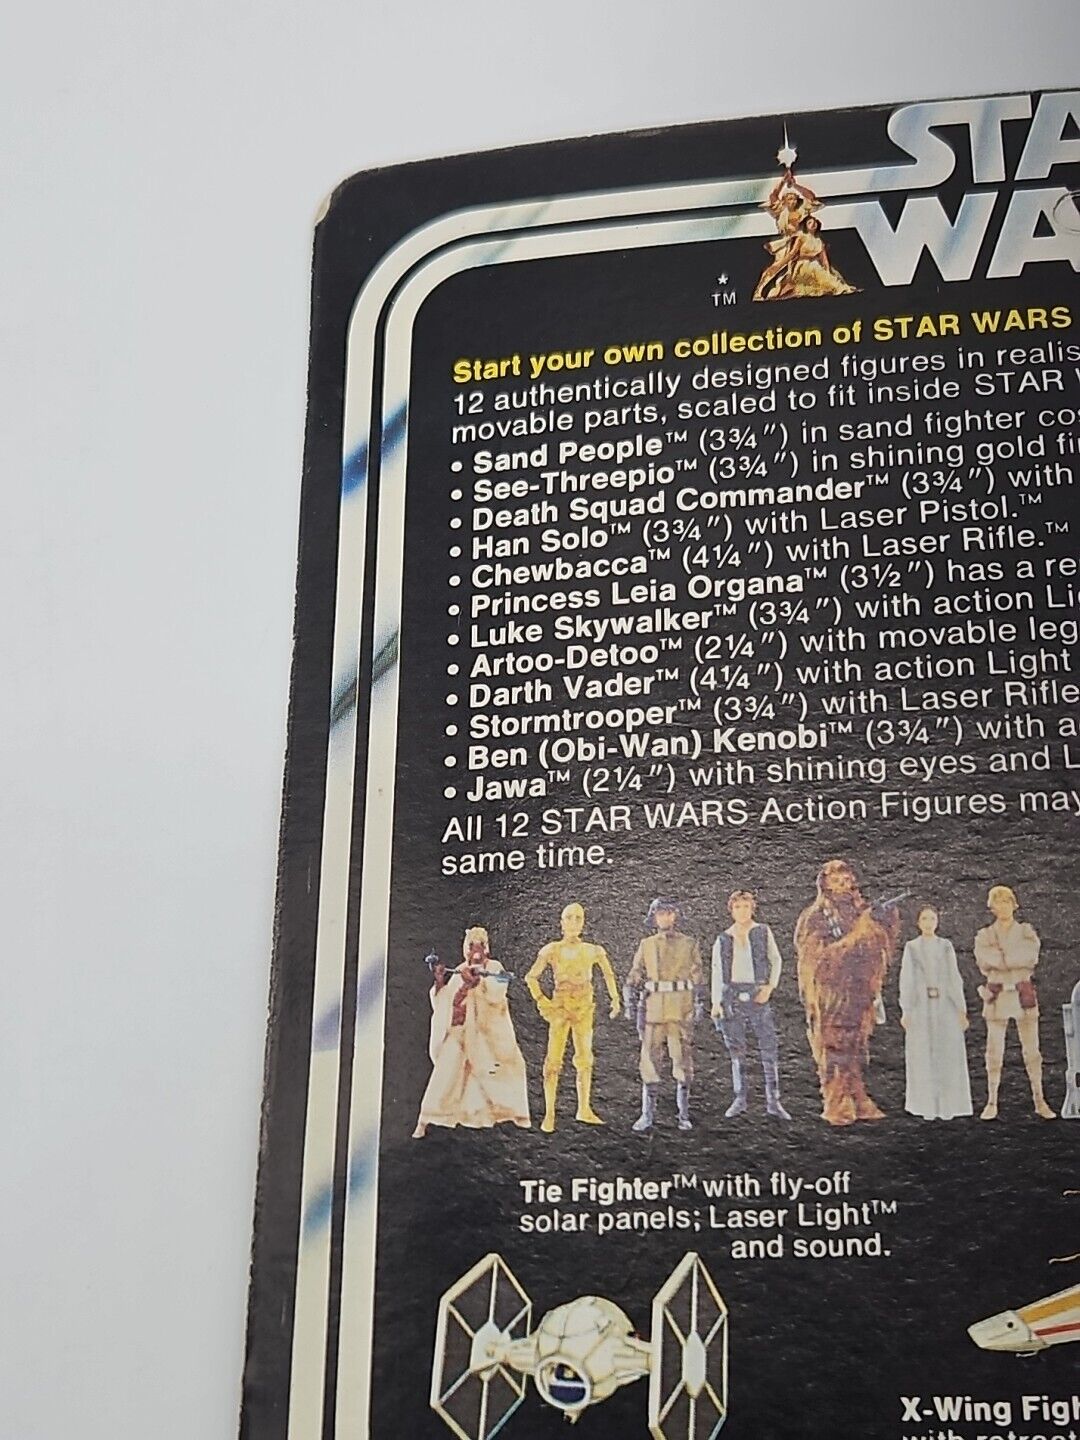 STA
WA
★
TM
Start your own collection of STAR WARS
12 authentically designed figures in realis
movable parts, scaled to fit inside STAR W
• Sand People™ (3¾″) in sand fighter cos
• See-Threepio™ (3¾″) in shining gold fi
• Death Squad Commander™ (3¾″) with
• Han Solo™ (3¾″) with Laser Pistol.™
• Chewbacca™ (4¼″) with Laser Rifle.™
• Princess Leia Organa™ (3½″) has a re
• Luke Skywalker™ (3¾″) with action Li
• Artoo-Detoo™ (2¼″) with movable leg
• Darth Vader™ (4¼″) with action Light
• Stormtrooper™ (3¾″) with Laser Rifle
• Ben (Obi-Wan) Kenobi™ (3¾″) with a
• Jawa™ (2¼″) with shining eyes and L
All 12 STAR WARS Action Figures may
same time.
Tie Fighter™ with fly-off
solar panels; Laser Light™
and sound.
X-Wing Figh
with retract